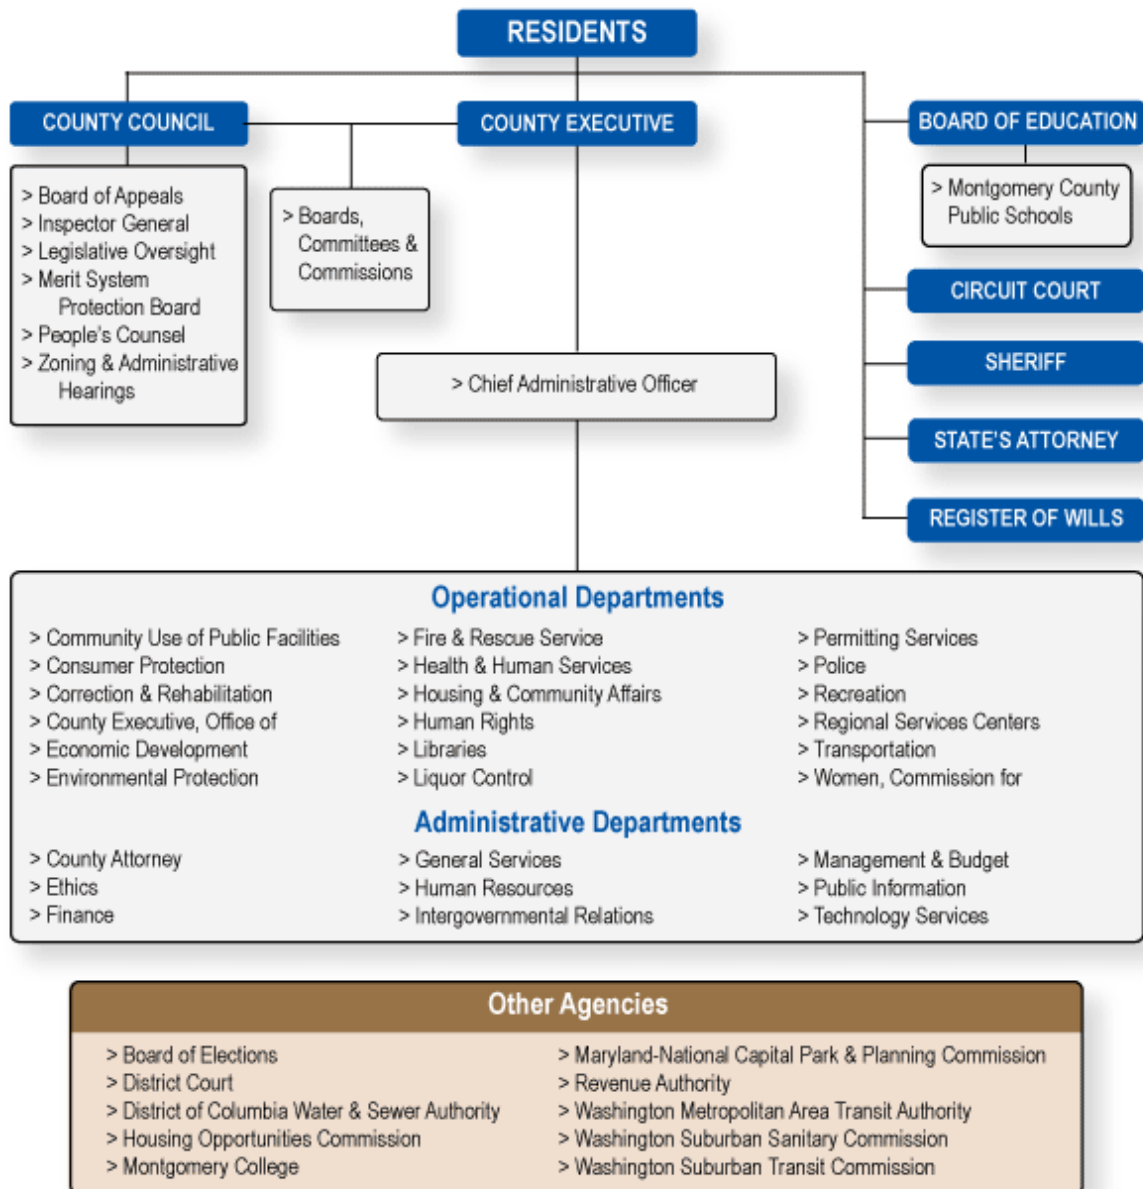 RESIDENTS
COUNTY COUNCIL
COUNTY EXECUTIVE
BOARD OF EDUCATION
> Board of Appeals
> Inspector General
> Legislative Oversight
> Merit System
Protection Board
> People's Counsel
> Zoning & Administrative
Hearings
> Boards,
Committees &
Commissions
> Montgomery County
Public Schools
CIRCUIT COURT
SHERIFF
> Chief Administrative Officer
STATE'S ATTORNEY
REGISTER OF WILLS
Operational Departments
> Community Use of Public Facilities
> Consumer Protection
> Correction & Rehabilitation
> County Executive, Office of
> Economic Development
> Environmental Protection
> Fire & Rescue Service
> Health & Human Services
> Housing & Community Affairs
> Human Rights
> Libraries
> Liquor Control
> Permitting Services
> Police
> Recreation
> Regional Services Centers
> Transportation
> Women, Commission for
Administrative Departments
> County Attorney
> Ethics
> Finance
> General Services
> Human Resources
> Intergovernmental Relations
> Management & Budget
> Public Information
> Technology Services
Other Agencies
> Board of Elections
> District Court
> District of Columbia Water & Sewer Authority
> Housing Opportunities Commission
> Montgomery College
> Maryland-National Capital Park & Planning Commission
> Revenue Authority
> Washington Metropolitan Area Transit Authority
> Washington Suburban Sanitary Commission
> Washington Suburban Transit Commission